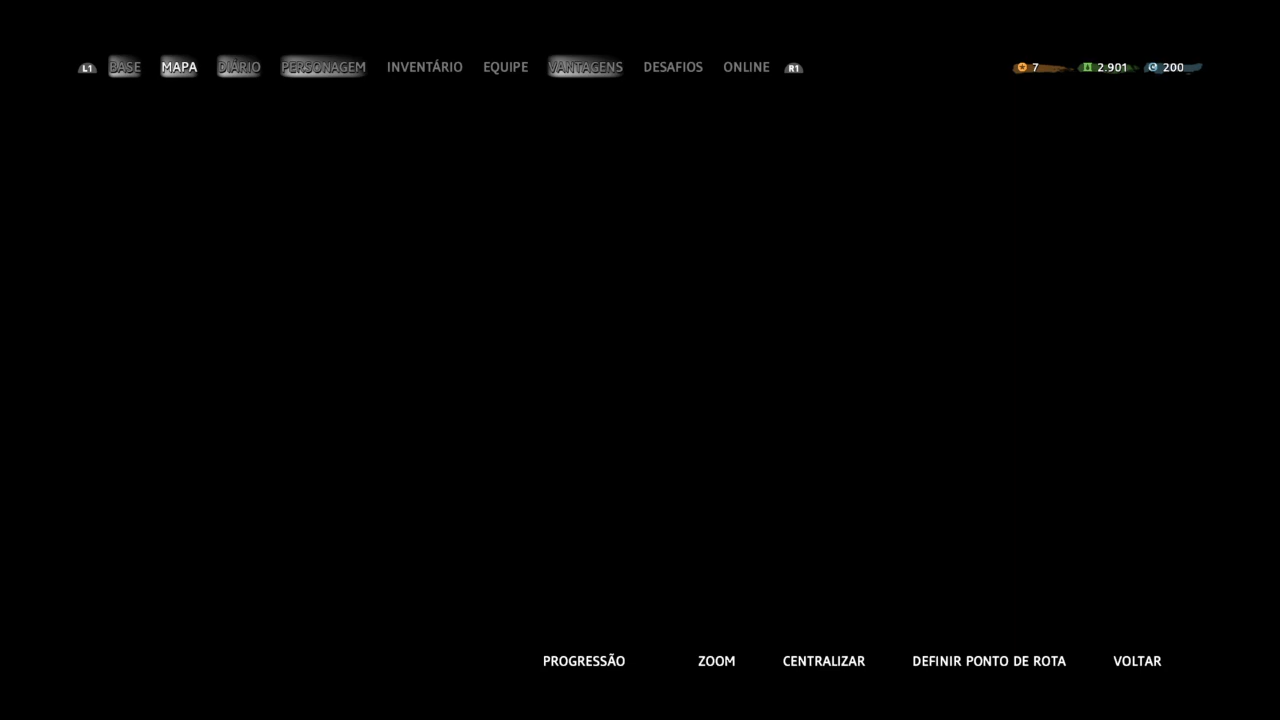 L1 BASE MAPA DIÁRIO PERSONAGEM INVENTÁRIO EQUIPE VANTAGENS DESAFIOS ONLINE R1 7 2.901 200
PROGRESSÃO ZOOM CENTRALIZAR DEFINIR PONTO DE ROTA VOLTAR